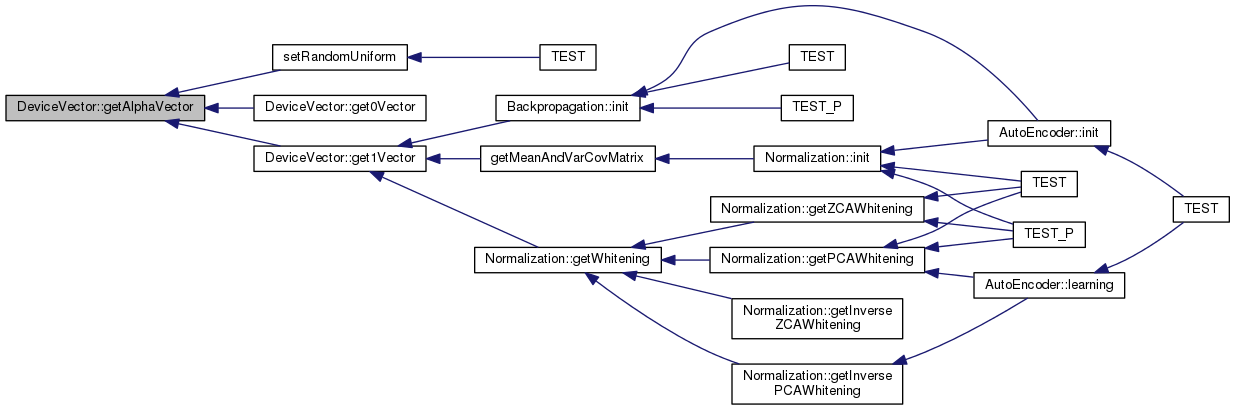 setRandomUniform
TEST
TEST
DeviceVector::getAlphaVector
DeviceVector::get0Vector
Backpropagation::init
TEST_P
AutoEncoder::init
DeviceVector::get1Vector
getMeanAndVarCovMatrix
Normalization::init
TEST
Normalization::getZCAWhitening
TEST
TEST_P
Normalization::getWhitening
Normalization::getPCAWhitening
AutoEncoder::learning
Normalization::getInverse
ZCAWhitening
Normalization::getInverse
PCAWhitening